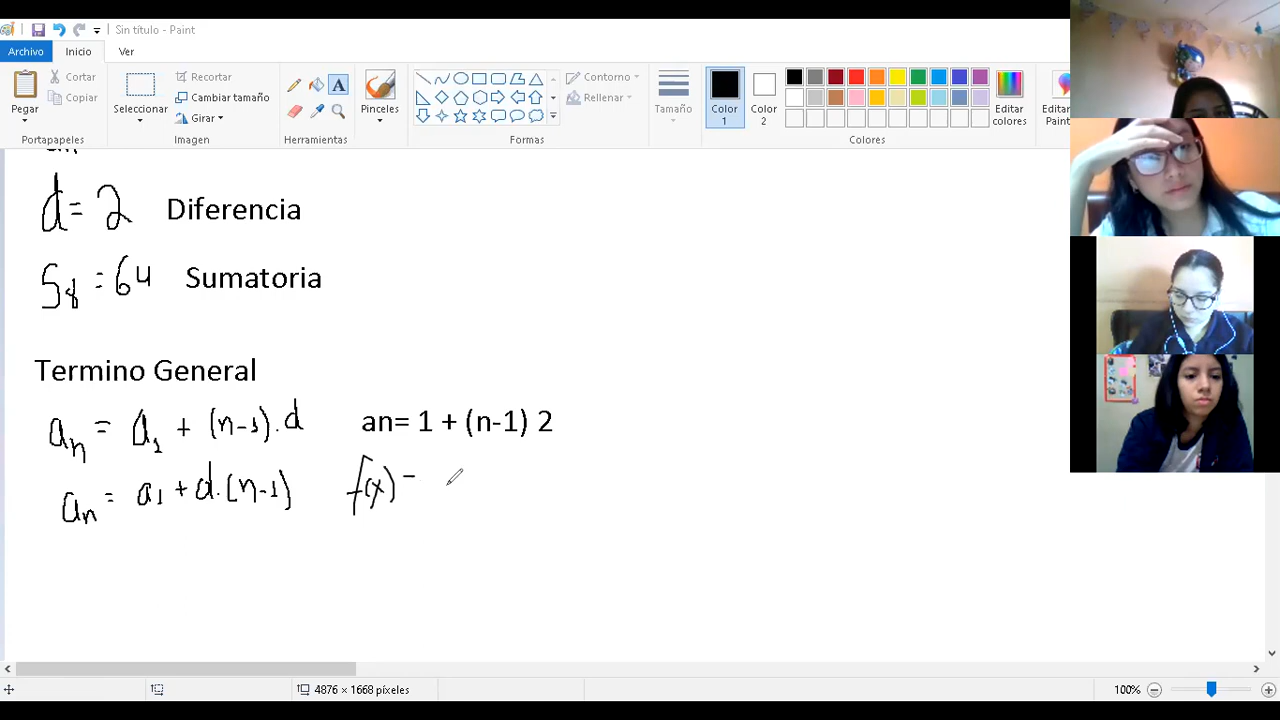 Sin título - Paint
Archivo Inicio Ver
Pegar
Cortar
Copiar
Portapapeles
Seleccionar
Recortar
Cambiar tamaño
Girar
Imagen
A
Herramientas
Pinceles
Contorno
Rellenar
Formas
Tamaño
Color 1
Color 2
Editar colores
Editar
Colores
d= 2 Diferencia
S8 = 64 Sumatoria
Termino General
an = a1 + (n-1).d an= 1 + (n-1) 2
an = a1 + d.(n-1) f(x) -
4876 × 1668 píxeles
100%